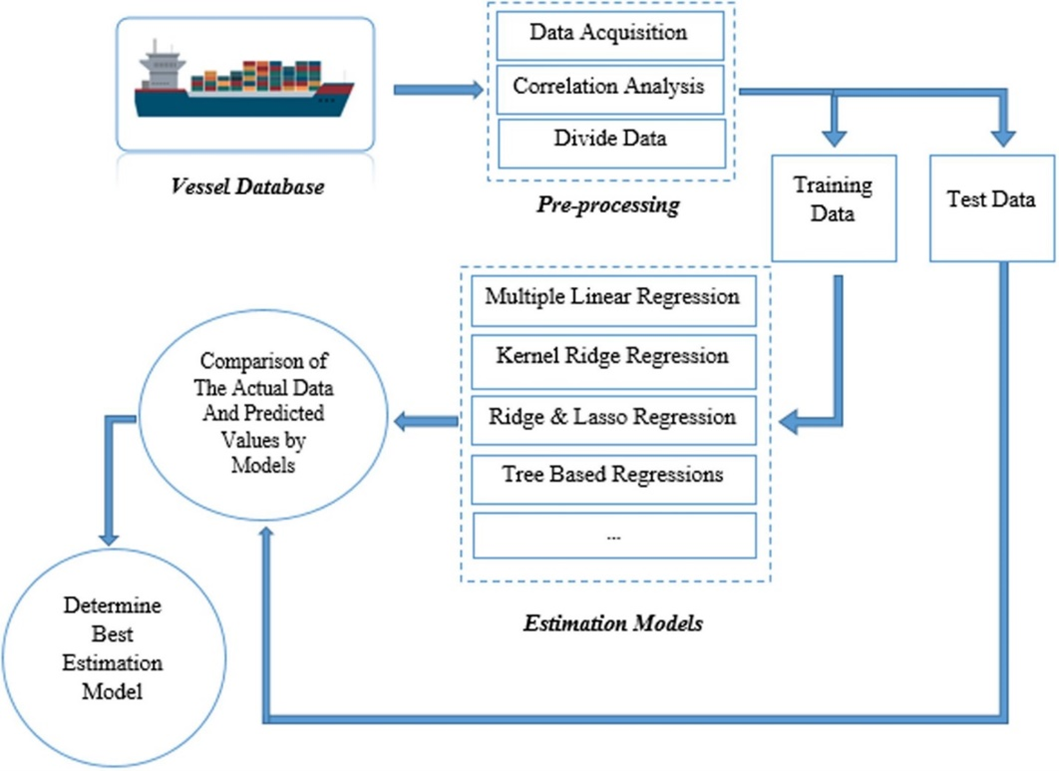 Vessel Database
Data Acquisition
Correlation Analysis
Divide Data
Pre-processing
Training
Data
Test Data
Multiple Linear Regression
Kernel Ridge Regression
Ridge & Lasso Regression
Tree Based Regressions
...
Estimation Models
Comparison of
The Actual Data
And Predicted
Values by
Models
Determine
Best
Estimation
Model